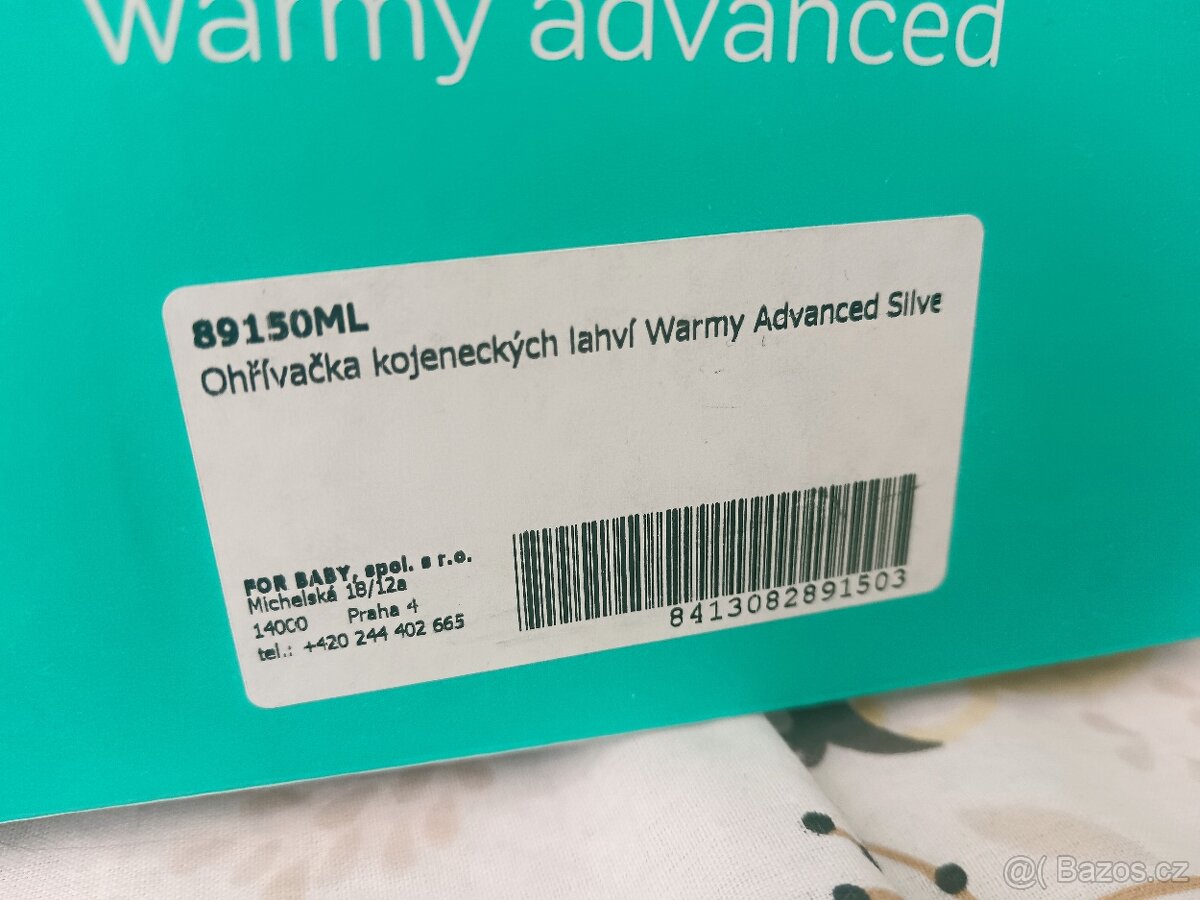 warmy advanced
89150ML
Ohřívačka kojeneckých lahví Warmy Advanced Silve
FOR BABY, spol. s r.o.
Michelská 18/12a
14000 Praha 4
tel.: +420 244 402 665
8413082891503
@( Bazos.cz